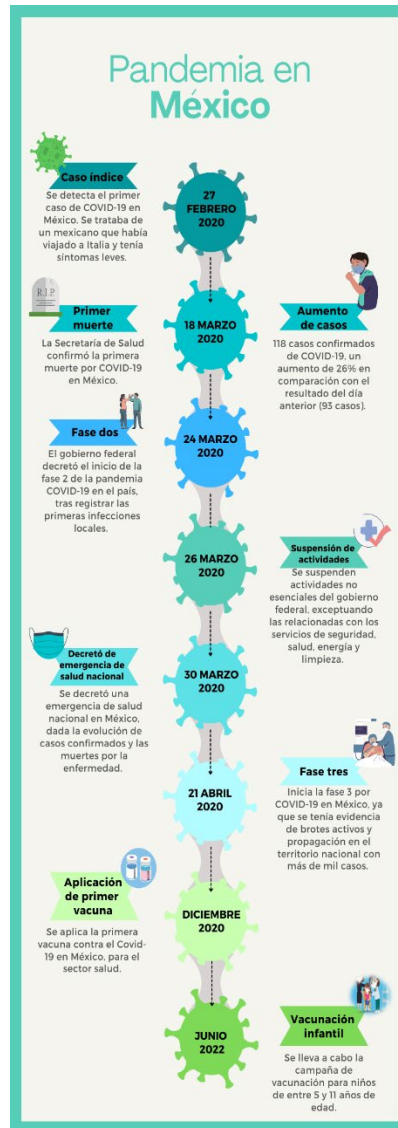 Pandemia en
México
Caso índice
Se detecta el primer
caso de COVID-19 en
México. Se trataba de
un mexicano que había
viajado a Italia y tenía
síntomas leves.
27
FEBRERO
2020
R.I.P
Primer
muerte
La Secretaría de Salud
confirmó la primera
muerte por COVID-19
en México.
18 MARZO
2020
Aumento
de casos
118 casos confirmados
de COVID-19, un
aumento de 26% en
comparación con el
resultado del día
anterior (93 casos).
Fase dos
El gobierno federal
decretó el inicio de la
fase 2 de la pandemia
COVID-19 en el país,
tras registrar las
primeras infecciones
locales.
24 MARZO
2020
26 MARZO
2020
Suspensión de
actividades
Se suspenden
actividades no
esenciales del gobierno
federal, exceptuando
las relacionadas con los
servicios de seguridad,
salud, energía y
limpieza.
Decretó de
emergencia de
salud nacional
Se decretó una
emergencia de salud
nacional en México,
dada la evolución de
casos confirmados y las
muertes por la
enfermedad.
30 MARZO
2020
21 ABRIL
2020
Fase tres
Inicia la fase 3 por
COVID-19 en México, ya
que se tenía evidencia
de brotes activos y
propagación en el
territorio nacional con
más de mil casos.
Aplicación
de primer
vacuna
Se aplica la primera
vacuna contra el Covid-
19 en México, para el
sector salud.
DICIEMBRE
2020
JUNIO
2022
Vacunación
infantil
Se lleva a cabo la
campaña de
vacunación para niños
de entre 5 y 11 años de
edad.